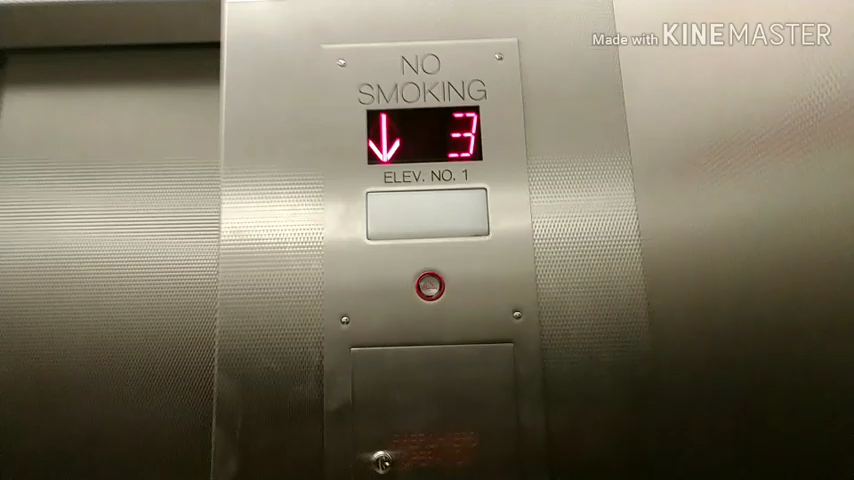 Made with KINEMASTER
NO
SMOKING
↓ 3
ELEV. NO. 1